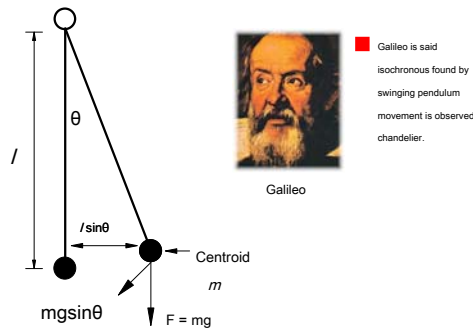 θ
l
l sinθ
Centroid
m
mgsinθ
F = mg
Galileo
Galileo is said
isochronous found by
swinging pendulum
movement is observed
chandelier.